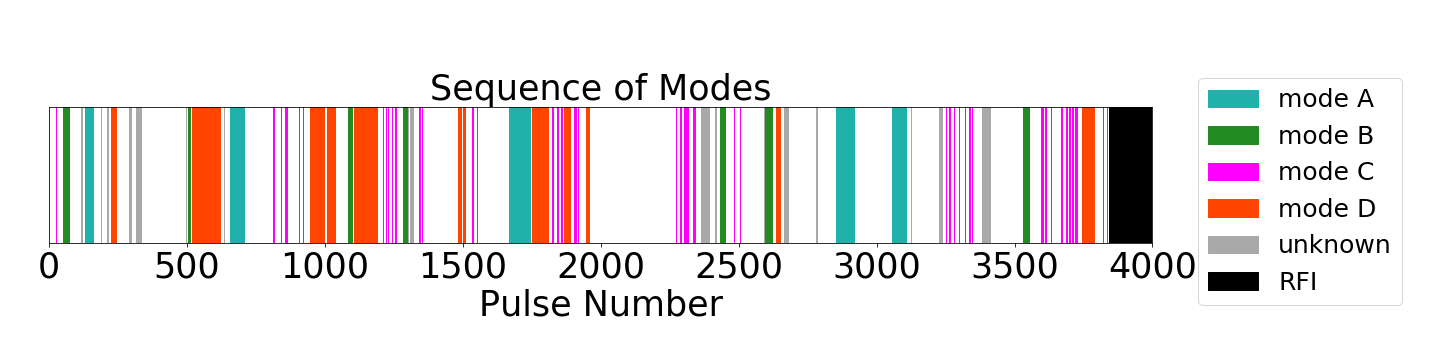 Sequence of Modes
0 500 1000 1500 2000 2500 3000 3500 4000
Pulse Number
mode A
mode B
mode C
mode D
unknown
RFI